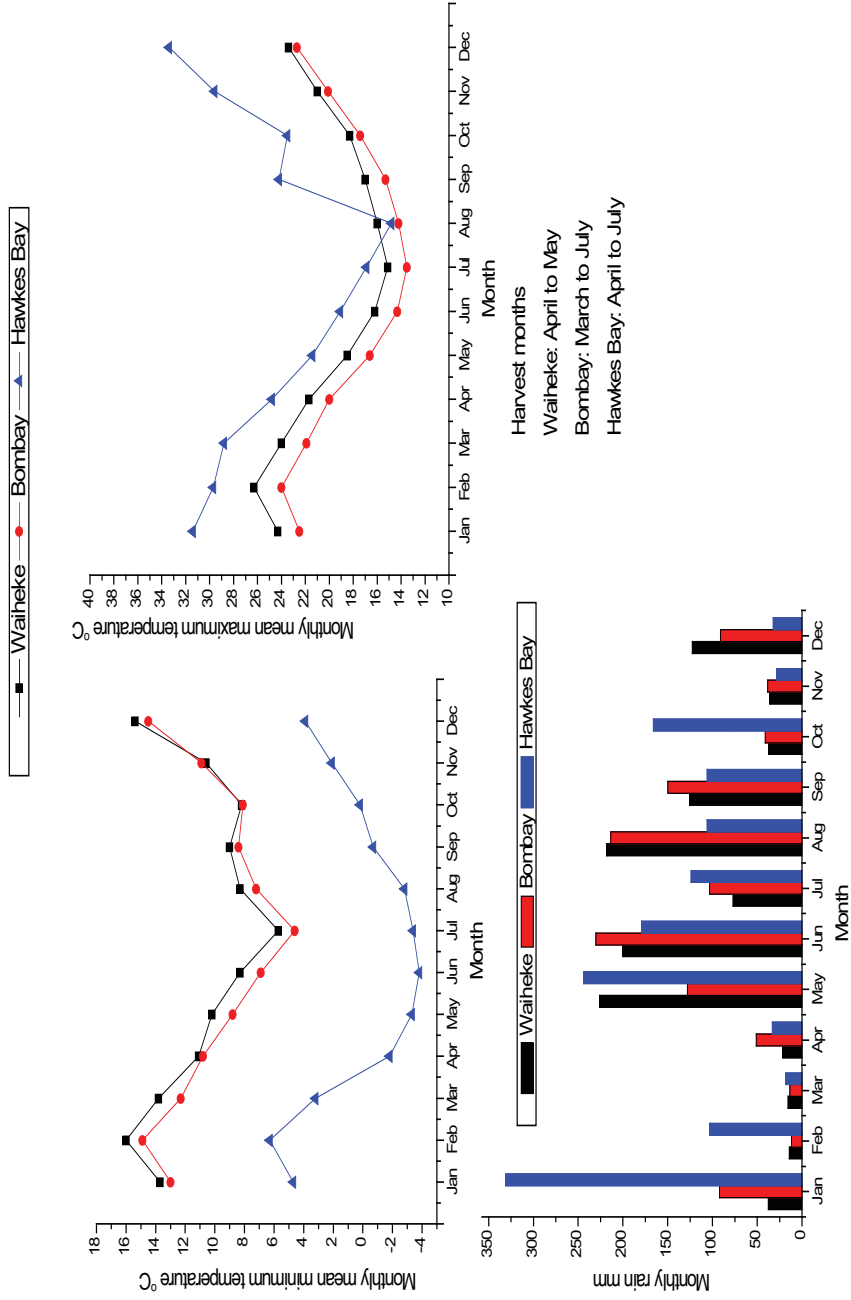 Waiheke Bombay Hawkes Bay
Monthly mean minimum temperature °C
18
16
14
12
10
8
6
4
2
0
-2
-4
Jan Feb Mar Apr May Jun Jul Aug Sep Oct Nov Dec
Month
Monthly mean maximum temperature °C
40
38
36
34
32
30
28
26
24
22
20
18
16
14
12
10
Jan Feb Mar Apr May Jun Jul Aug Sep Oct Nov Dec
Month
Waiheke Bombay Hawkes Bay
Monthly rain mm
350
300
250
200
150
100
50
0
Jan Feb Mar Apr May Jun Jul Aug Sep Oct Nov Dec
Month
Harvest months
Waiheke: April to May
Bombay: March to July
Hawkes Bay: April to July